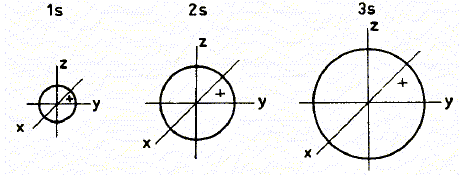 1s 2s 3s
z z z
+ + +
y y y
x x x